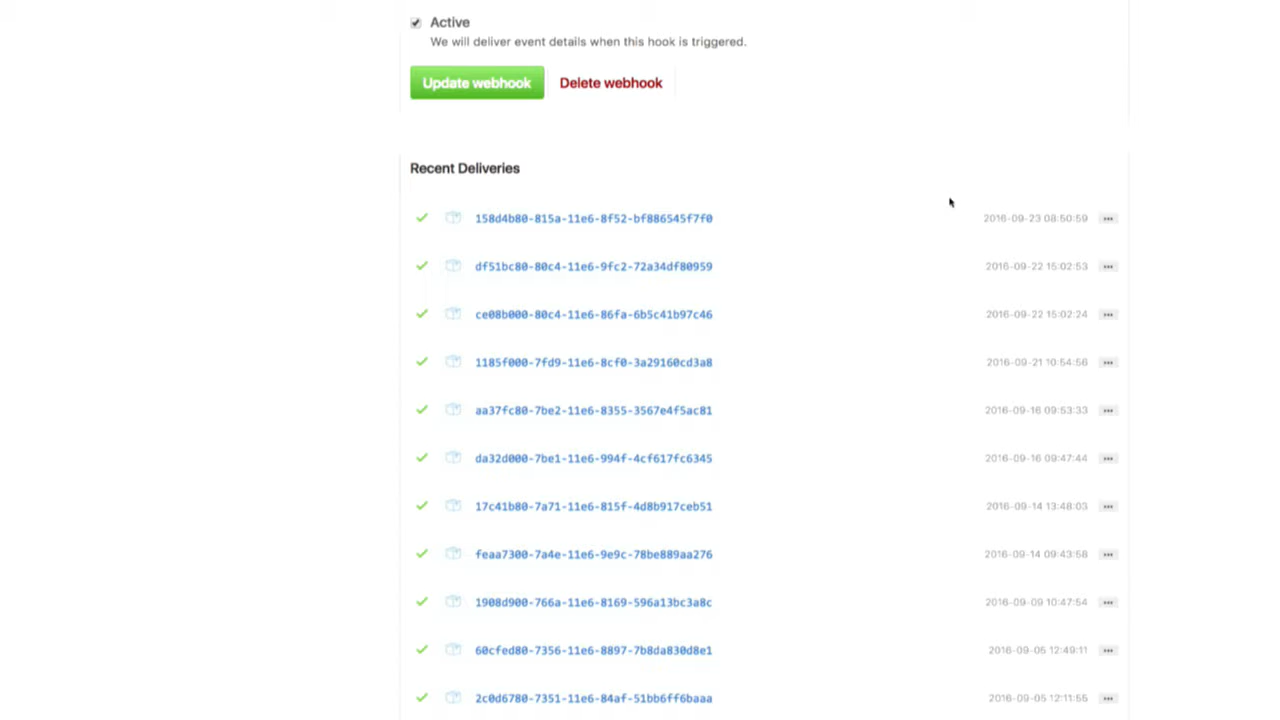 Active
We will deliver event details when this hook is triggered.
Update webhook Delete webhook
Recent Deliveries
158d4b80-815a-11e6-8f52-bf886545f7f0 2016-09-23 08:50:59
df51bc80-80c4-11e6-9fc2-72a34df80959 2016-09-22 15:02:53
ce08b000-80c4-11e6-86fa-6b5c41b97c46 2016-09-22 15:02:24
1185f000-7fd9-11e6-8cf0-3a29160cd3a8 2016-09-21 10:54:56
aa37fc80-7be2-11e6-8355-3567e4f5ac81 2016-09-16 09:53:33
da32d000-7be1-11e6-994f-4cf617fc6345 2016-09-16 09:47:44
17c41b80-7a71-11e6-815f-4d8b917ceb51 2016-09-14 13:48:03
feaa7300-7a4e-11e6-9e9c-78be889aa276 2016-09-14 09:43:58
1908d900-766a-11e6-8169-596a13bc3a8c 2016-09-09 10:47:54
60cfed80-7356-11e6-8897-7b8da830d8e1 2016-09-05 12:49:11
2c0d6780-7351-11e6-84af-51bb6ff6baaa 2016-09-05 12:11:55